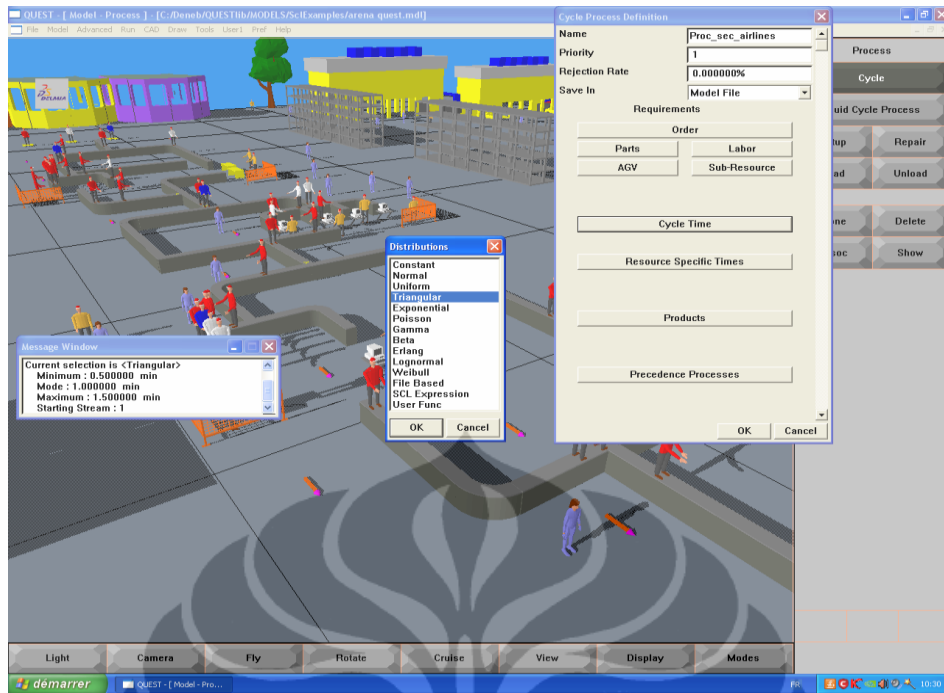 QUEST - [ Model - Process ] - [C:/Deneb/QUESTlib/MODELS/SclExamples/arena quest.mdl]
File Model Advanced Run CAD Draw Tools User1 Pref Help
DELMIA
Cycle Process Definition
Name Proc_sec_airlines
Priority 1
Rejection Rate 0.000000%
Save In Model File
Requirements
Order
Parts Labor
AGV Sub-Resource
Cycle Time
Resource Specific Times
Products
Precedence Processes
OK Cancel
Process
Cycle
uid Cycle Process
Repair
Unload
Delete
Show
Distributions
Constant
Normal
Uniform
Triangular
Exponential
Poisson
Gamma
Beta
Erlang
Lognormal
Weibull
File Based
SCL Expression
User Func
OK Cancel
Message Window
Current selection is <Triangular>
Minimum : 0.500000 min
Mode : 1.000000 min
Maximum : 1.500000 min
Starting Stream : 1
Light Camera Fly Rotate Cruise View Display Modes
démarrer QUEST - [ Model - Pro... FR 10:30